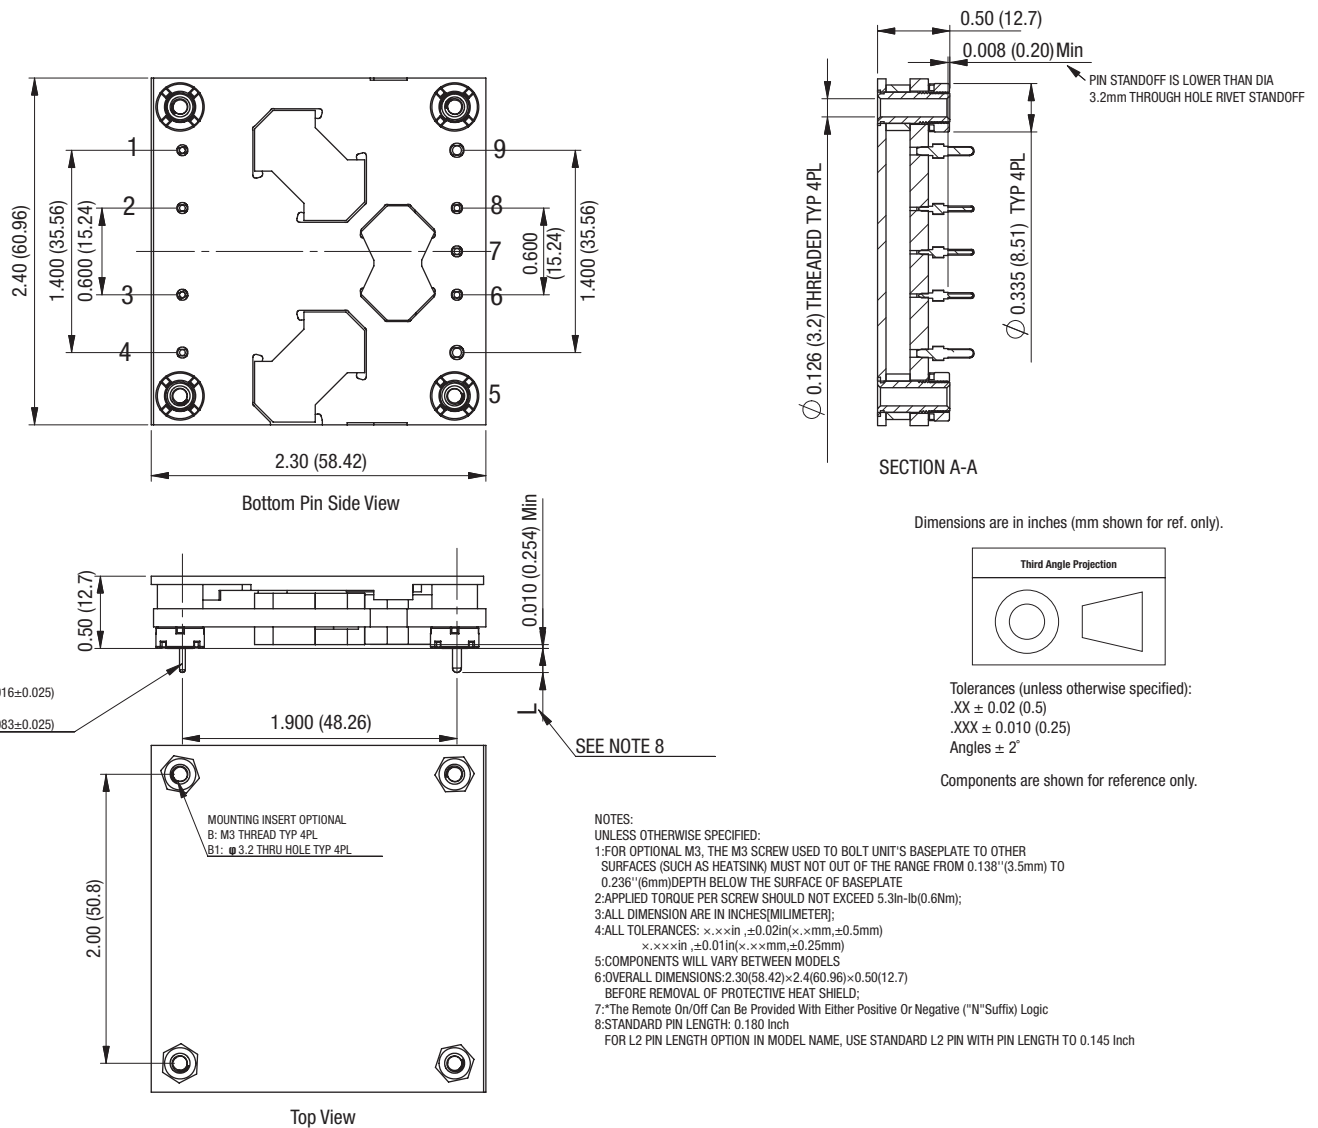 0.50 (12.7)
0.008 (0.20) Min
PIN STANDOFF IS LOWER THAN DIA
3.2mm THROUGH HOLE RIVET STANDOFF
1
2
3
4
9
8
7
6
5
2.40 (60.96)
1.400 (35.56)
0.600 (15.24)
0.600
(15.24)
1.400 (35.56)
2.30 (58.42)
Bottom Pin Side View
∅ 0.126 (3.2) THREADED TYP 4PL
∅ 0.335 (8.51) TYP 4PL
SECTION A-A
Dimensions are in inches (mm shown for ref. only).
Third Angle Projection
Tolerances (unless otherwise specified):
.XX ± 0.02 (0.5)
.XXX ± 0.010 (0.25)
Angles ± 2°
Components are shown for reference only.
0.50 (12.7)
0.010 (0.254) Min
16±0.025)
083±0.025)
L
SEE NOTE 8
1.900 (48.26)
2.00 (50.8)
MOUNTING INSERT OPTIONAL
B: M3 THREAD TYP 4PL
B1: φ 3.2 THRU HOLE TYP 4PL
Top View
NOTES:
UNLESS OTHERWISE SPECIFIED:
1:FOR OPTIONAL M3, THE M3 SCREW USED TO BOLT UNIT'S BASEPLATE TO OTHER
SURFACES (SUCH AS HEATSINK) MUST NOT OUT OF THE RANGE FROM 0.138''(3.5mm) TO
0.236''(6mm)DEPTH BELOW THE SURFACE OF BASEPLATE
2:APPLIED TORQUE PER SCREW SHOULD NOT EXCEED 5.3In-lb(0.6Nm);
3:ALL DIMENSION ARE IN INCHES[MILIMETER];
4:ALL TOLERANCES: ×.××in ,±0.02in(×.×mm,±0.5mm)
×.×××in ,±0.01in(×.××mm,±0.25mm)
5:COMPONENTS WILL VARY BETWEEN MODELS
6:OVERALL DIMENSIONS:2.30(58.42)×2.4(60.96)×0.50(12.7)
BEFORE REMOVAL OF PROTECTIVE HEAT SHIELD;
7:*The Remote On/Off Can Be Provided With Either Positive Or Negative ("N"Suffix) Logic
8:STANDARD PIN LENGTH: 0.180 Inch
FOR L2 PIN LENGTH OPTION IN MODEL NAME, USE STANDARD L2 PIN WITH PIN LENGTH TO 0.145 Inch